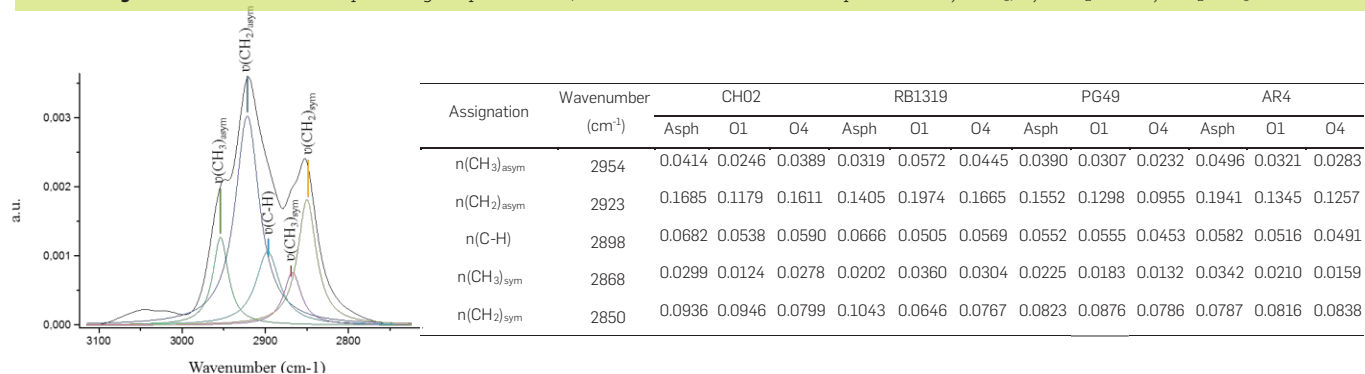 υ(CH₂)asym
υ(CH₃)asym
υ(CH₂)sym
υ(C-H)
υ(CH₃)sym
a.u.
0.003
0.002
0.001
0.000
3100 3000 2900 2800
Wavenumber (cm-1)
Assignation Wavenumber (cm⁻¹) CH02 RB1319 PG49 AR4
Asph O1 O4 Asph O1 O4 Asph O1 O4 Asph O1 O4
n(CH₃)asym 2954 0.0414 0.0246 0.0389 0.0319 0.0572 0.0445 0.0390 0.0307 0.0232 0.0496 0.0321 0.0283
n(CH₂)asym 2923 0.1685 0.1179 0.1611 0.1405 0.1974 0.1665 0.1552 0.1298 0.0955 0.1941 0.1345 0.1257
n(C-H) 2898 0.0682 0.0538 0.0590 0.0666 0.0505 0.0569 0.0552 0.0555 0.0453 0.0582 0.0516 0.0491
n(CH₃)sym 2868 0.0299 0.0124 0.0278 0.0202 0.0360 0.0304 0.0225 0.0183 0.0132 0.0342 0.0210 0.0159
n(CH₂)sym 2850 0.0936 0.0946 0.0799 0.1043 0.0646 0.0767 0.0823 0.0876 0.0786 0.0787 0.0816 0.0838